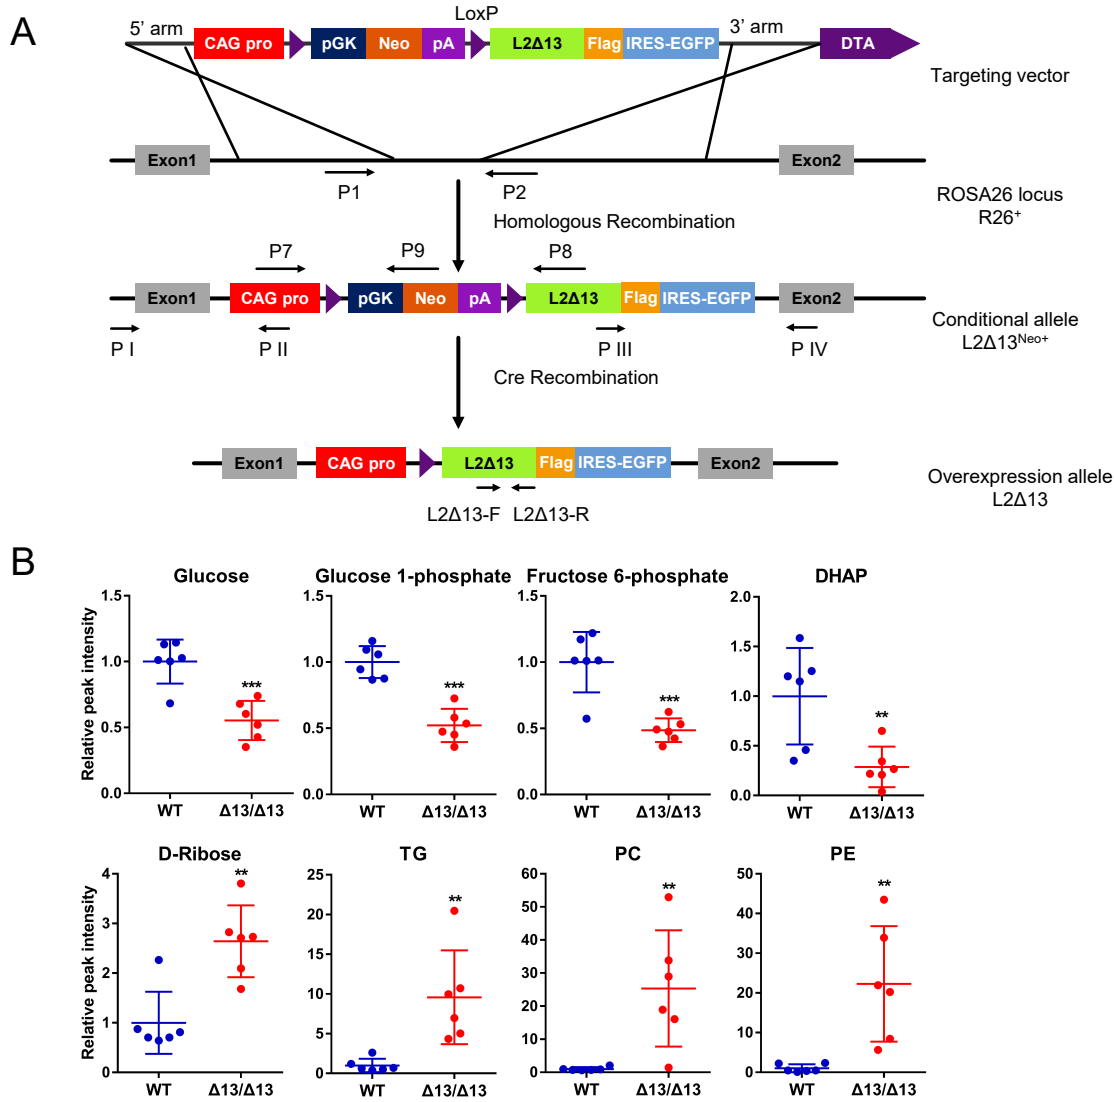 A
5' arm
LoxP
3' arm
CAG pro
pGK
Neo
pA
L2Δ13
Flag
IRES-EGFP
DTA
Targeting vector
Exon1
Exon2
P1
P2
ROSA26 locus
R26+
Homologous Recombination
P7
P9
P8
Exon1
CAG pro
pGK
Neo
pA
L2Δ13
Flag
IRES-EGFP
Exon2
P I
P II
P III
P IV
Conditional allele
L2Δ13Neo+
Cre Recombination
Exon1
CAG pro
L2Δ13
Flag
IRES-EGFP
Exon2
L2Δ13-F
L2Δ13-R
Overexpression allele
L2Δ13
B
Glucose
Relative peak intensity
1.5
1.0
0.5
0.0
***
WT
Δ13/Δ13
Glucose 1-phosphate
1.5
1.0
0.5
0.0
***
WT
Δ13/Δ13
Fructose 6-phosphate
1.5
1.0
0.5
0.0
***
WT
Δ13/Δ13
DHAP
2.0
1.5
1.0
0.5
0.0
**
WT
Δ13/Δ13
D-Ribose
Relative peak intensity
4
3
2
1
0
**
WT
Δ13/Δ13
TG
25
20
15
10
5
0
**
WT
Δ13/Δ13
PC
60
50
40
30
20
10
0
**
WT
Δ13/Δ13
PE
50
40
30
20
10
0
**
WT
Δ13/Δ13